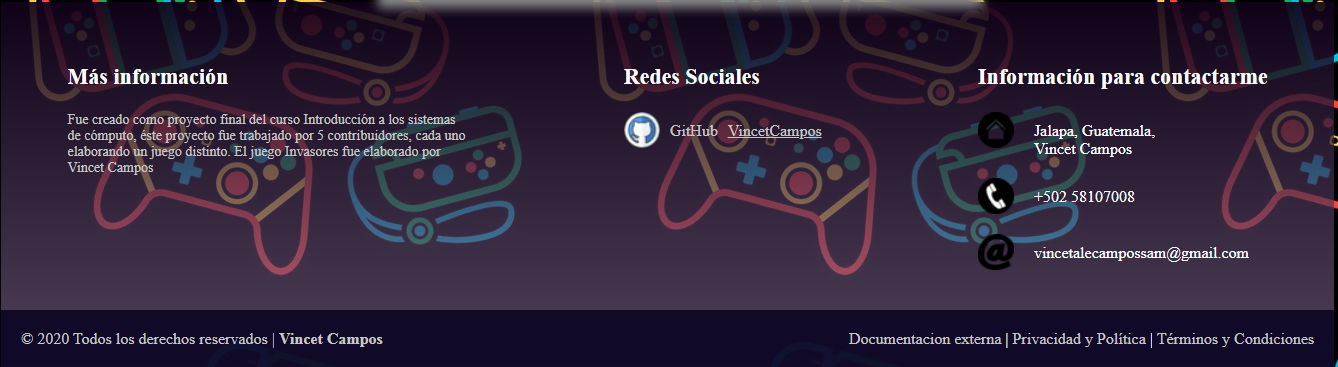 Más información
Fue creado como proyecto final del curso Introducción a los sistemas
de cómputo, éste proyecto fue trabajado por 5 contribuidores, cada uno
elaborando un juego distinto. El juego Invasores fue elaborado por
Vincet Campos
Redes Sociales
GitHub VincetCampos
Información para contactarme
Jalapa, Guatemala,
Vincet Campos
+502 58107008
vincetalecampossam@gmail.com
© 2020 Todos los derechos reservados | Vincet Campos
Documentacion externa | Privacidad y Política | Términos y Condiciones